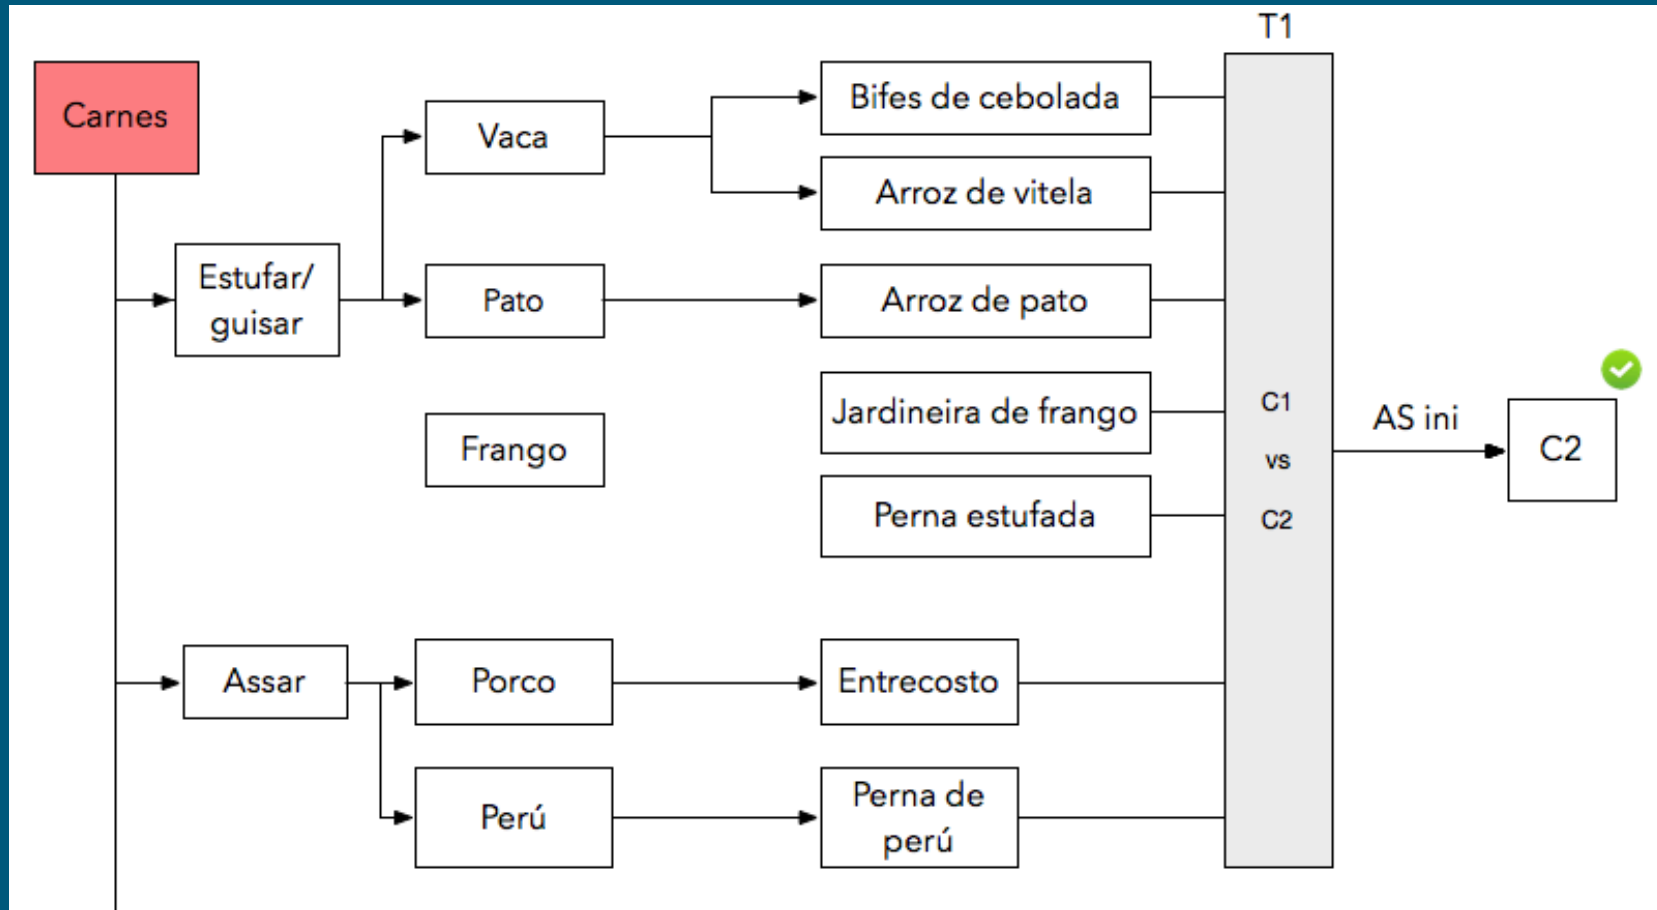 T1
Carnes
Bifes de cebolada
Vaca
Arroz de vitela
Estufar/
guisar
Pato
Arroz de pato
Jardineira de frango
Frango
Perna estufada
C1
vs
C2
AS ini
C2
Assar
Porco
Entrecosto
Perú
Perna de
perú